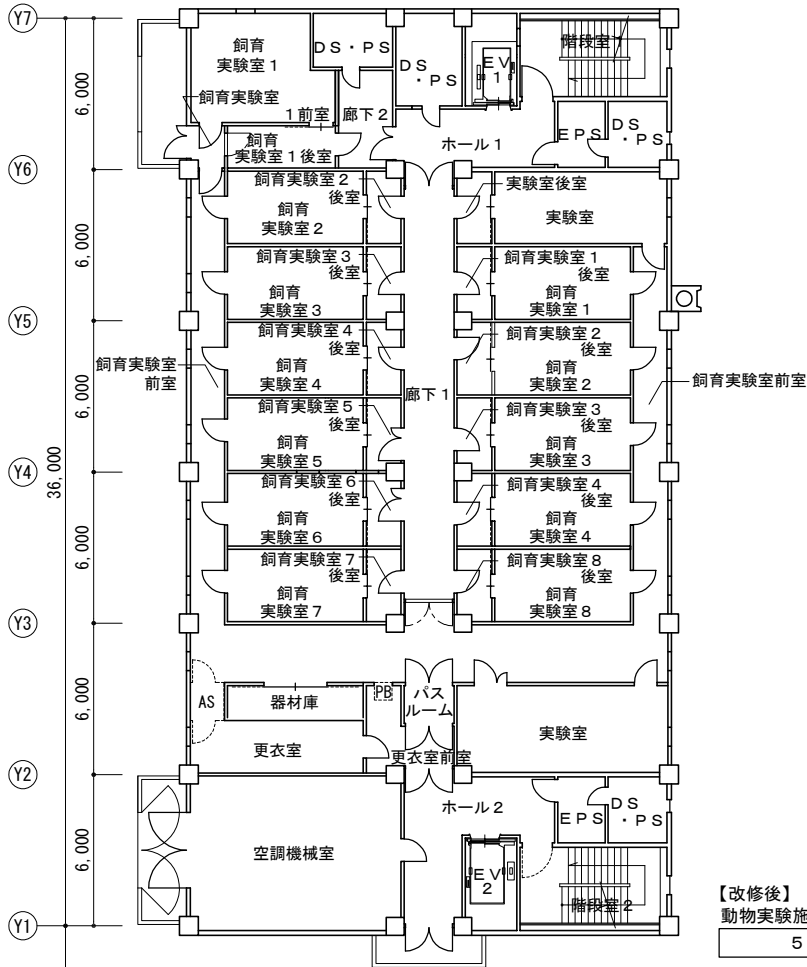 Y7
Y6
Y5
Y4
Y3
Y2
Y1
6,000
6,000
6,000
6,000
6,000
6,000
36,000
飼育
実験室1
DS・PS
DS
・PS
EV
1
階段室1
飼育実験室
1前室
廊下2
飼育
実験室1後室
ホール1
EPS
DS
・PS
飼育実験室2
後室
飼育
実験室2
実験室後室
実験室
飼育実験室3
後室
飼育
実験室3
飼育実験室1
後室
飼育
実験室1
飼育実験室4
後室
飼育
実験室4
飼育実験室2
後室
飼育
実験室2
飼育実験室
前室
廊下1
飼育実験室前室
飼育実験室5
後室
飼育
実験室5
飼育実験室3
後室
飼育
実験室3
飼育実験室6
後室
飼育
実験室6
飼育実験室4
後室
飼育
実験室4
飼育実験室7
後室
飼育
実験室7
飼育実験室8
後室
飼育
実験室8
AS
器材庫
PB
パス
ルーム
実験室
更衣室
更衣室前室
空調機械室
ホール2
EPS
DS
・PS
EV
2
階段室2
【改修後】
動物実験施
5